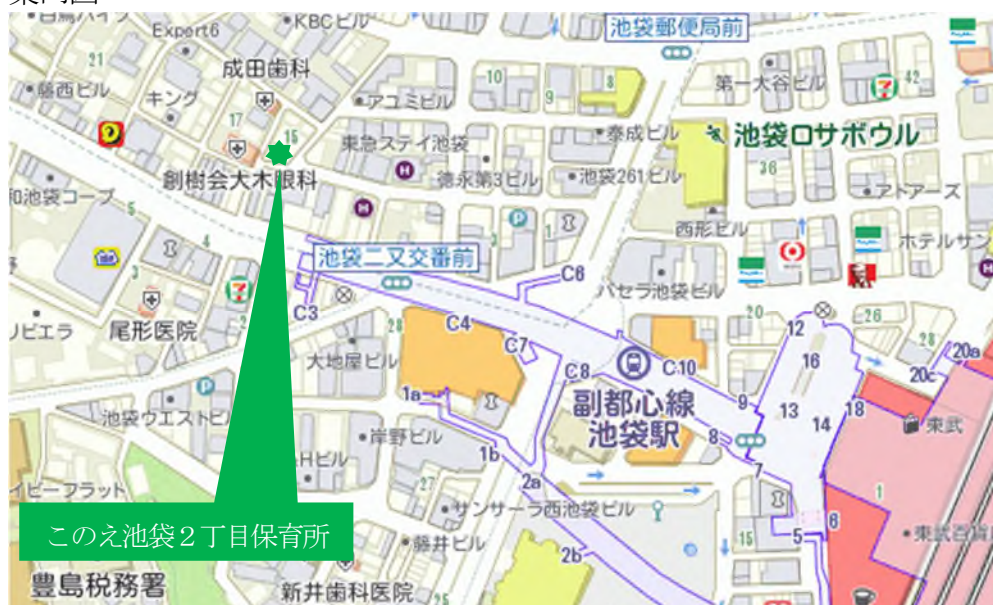 KBCビル
Expert6
池袋郵便局前
21
成田歯科
10
9
8
第一大谷ビル
42
藤西ビル
キング
アユミビル
17
15
東急ステイ池袋
泰成ビル
池袋ロサボウル
創樹会大木眼科
徳永第3ビル
池袋261ビル
36
アトアーズ
和池袋コープ
5
西形ビル
ホテルサン
4
3
1
池袋二又交番前
C6
パセラ池袋ビル
KFC
リビエラ
尾形医院
2
C3
28
C4
C7
20
12
26
28
20a
大地屋ビル
C8
C10
16
20c
1a
副都心線
池袋駅
9
13
14
18
東武
池袋ウエストビ
岸野ビル
8
1b
Hビル
7
イビーフラット
27
2a
サンサーラ西池袋ビル
1
6
このえ池袋2丁目保育所
藤井ビル
15
5
東武百貨
2b
豊島税務署
新井歯科医院
25